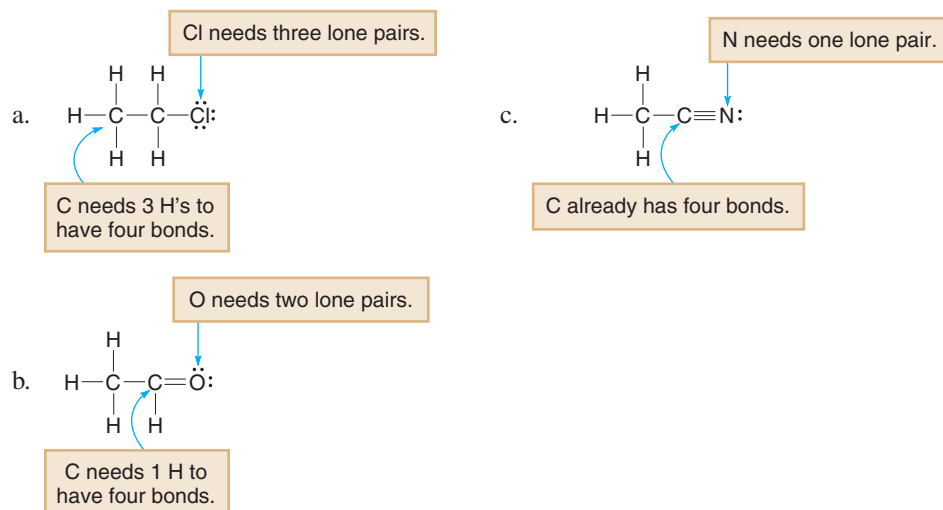 Cl needs three lone pairs.
H H
a. H—C—C—Cl:
H H
C needs 3 H's to
have four bonds.
O needs two lone pairs.
H
b. H—C—C=O:
H H
C needs 1 H to
have four bonds.
N needs one lone pair.
H
c. H—C—C≡N:
H
C already has four bonds.